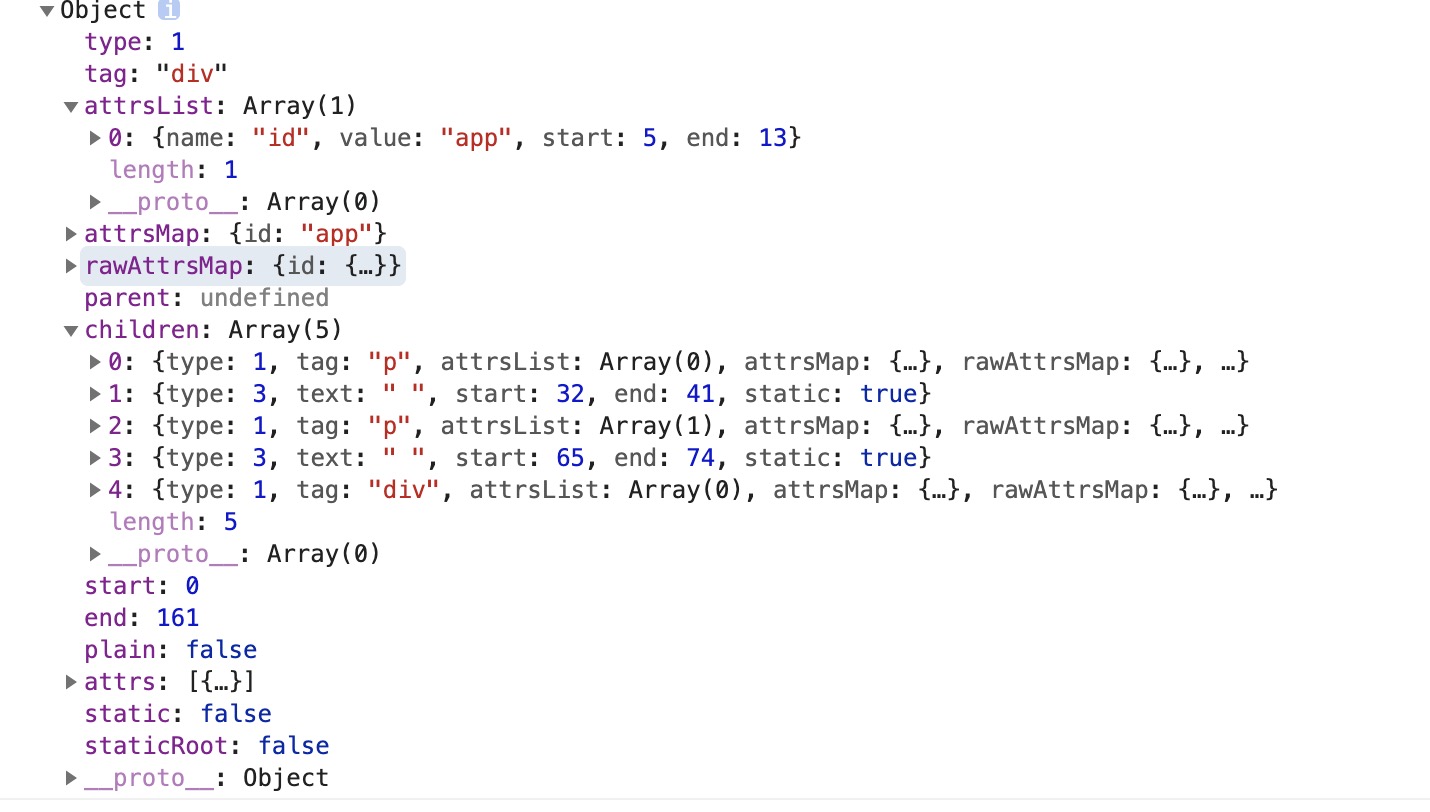 ▼Object i
type: 1
tag: "div"
▼attrsList: Array(1)
▶0: {name: "id", value: "app", start: 5, end: 13}
length: 1
▶__proto__: Array(0)
▶attrsMap: {id: "app"}
▶rawAttrsMap: {id: {…}}
parent: undefined
▼children: Array(5)
▶0: {type: 1, tag: "p", attrsList: Array(0), attrsMap: {…}, rawAttrsMap: {…}, …}
▶1: {type: 3, text: " ", start: 32, end: 41, static: true}
▶2: {type: 1, tag: "p", attrsList: Array(1), attrsMap: {…}, rawAttrsMap: {…}, …}
▶3: {type: 3, text: " ", start: 65, end: 74, static: true}
▶4: {type: 1, tag: "div", attrsList: Array(0), attrsMap: {…}, rawAttrsMap: {…}, …}
length: 5
▶__proto__: Array(0)
start: 0
end: 161
plain: false
▶attrs: [{…}]
static: false
staticRoot: false
▶__proto__: Object